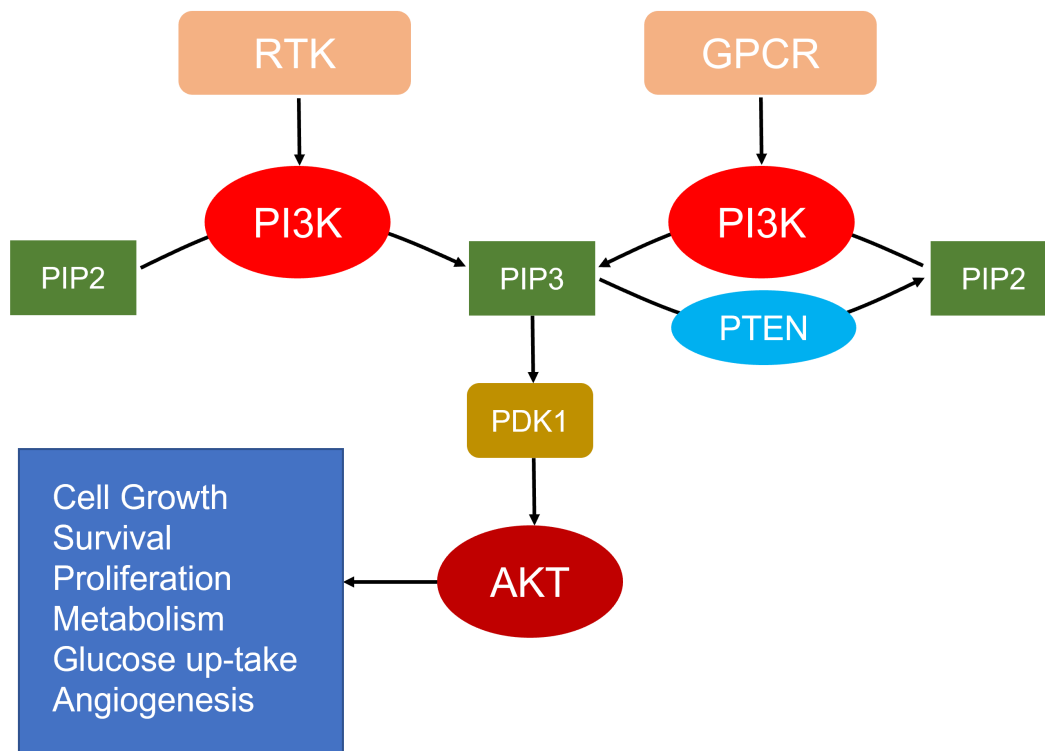 RTK
GPCR
PI3K
PI3K
PIP2
PIP3
PIP2
PTEN
PDK1
Cell Growth
Survival
Proliferation
Metabolism
Glucose up-take
Angiogenesis
AKT